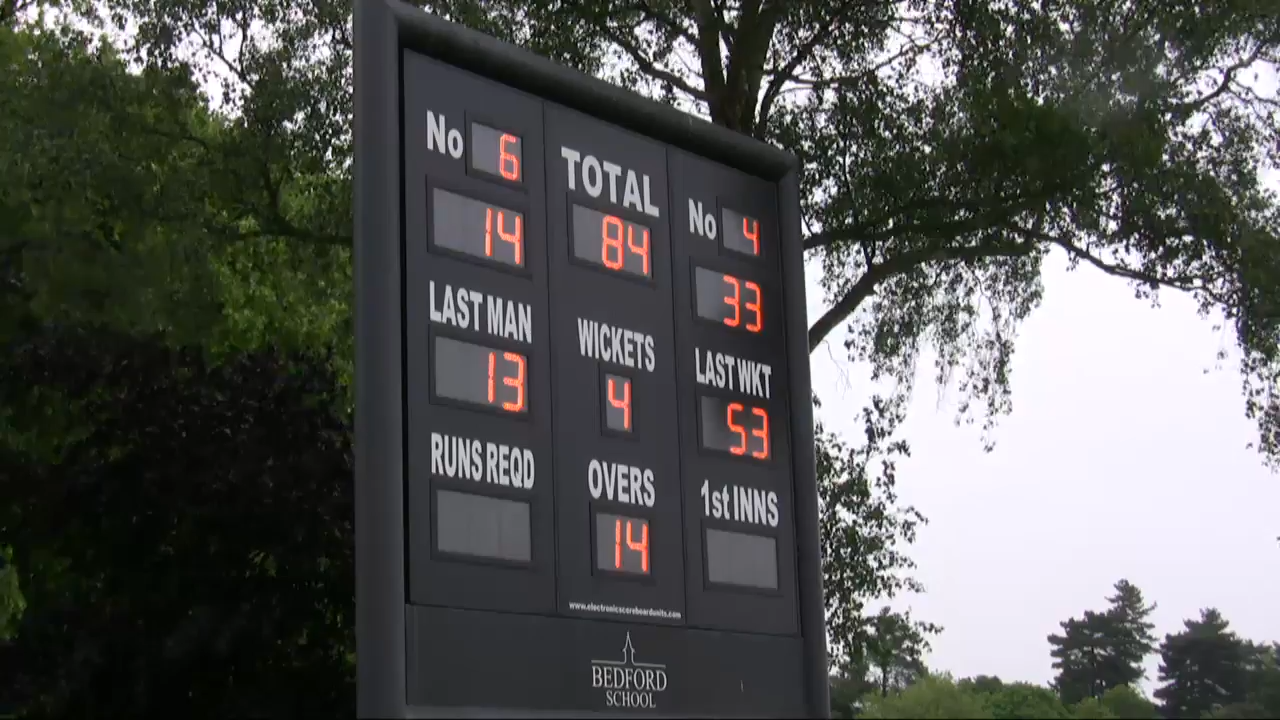 No 6
14
LAST MAN
13
RUNS REQD
TOTAL
84
WICKETS
4
OVERS
14
No 4
33
LAST WKT
53
1st INNS
www.electronicscoreboardunits.com
BEDFORD
SCHOOL